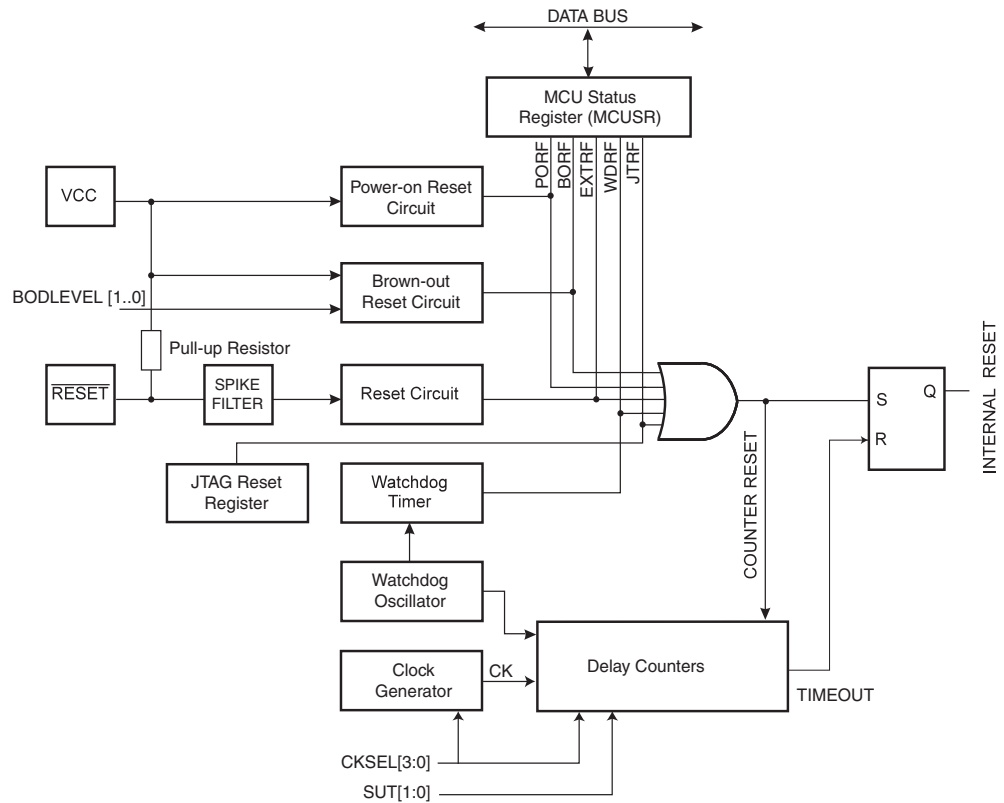 DATA BUS
MCU Status
Register (MCUSR)
PORF
BORF
EXTRF
WDRF
JTRF
VCC
Power-on Reset
Circuit
Brown-out
Reset Circuit
BODLEVEL [1..0]
Pull-up Resistor
RESET
SPIKE
FILTER
Reset Circuit
JTAG Reset
Register
Watchdog
Timer
Watchdog
Oscillator
Clock
Generator
CK
Delay Counters
CKSEL[3:0]
SUT[1:0]
COUNTER RESET
TIMEOUT
S
R
Q
INTERNAL RESET